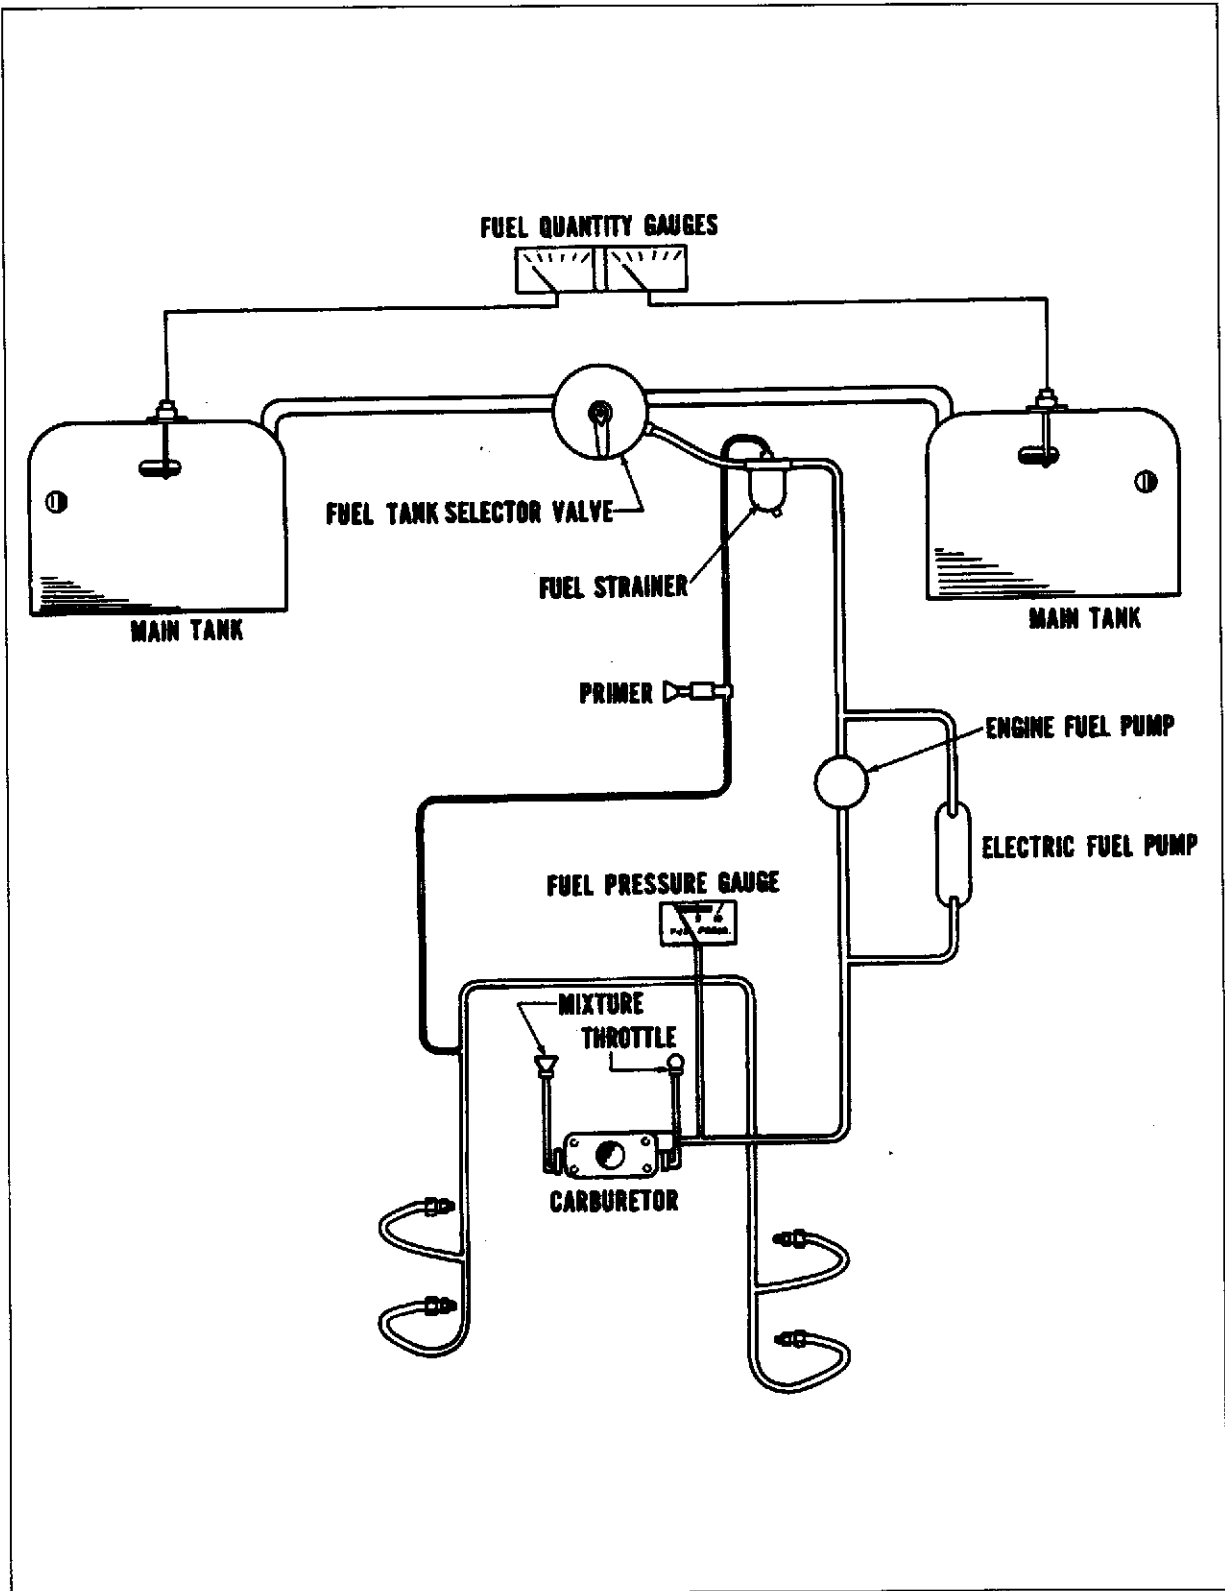 FUEL QUANTITY GAUGES
FUEL TANK SELECTOR VALVE
FUEL STRAINER
MAIN TANK
MAIN TANK
PRIMER
ENGINE FUEL PUMP
ELECTRIC FUEL PUMP
FUEL PRESSURE GAUGE
MIXTURE
THROTTLE
CARBURETOR